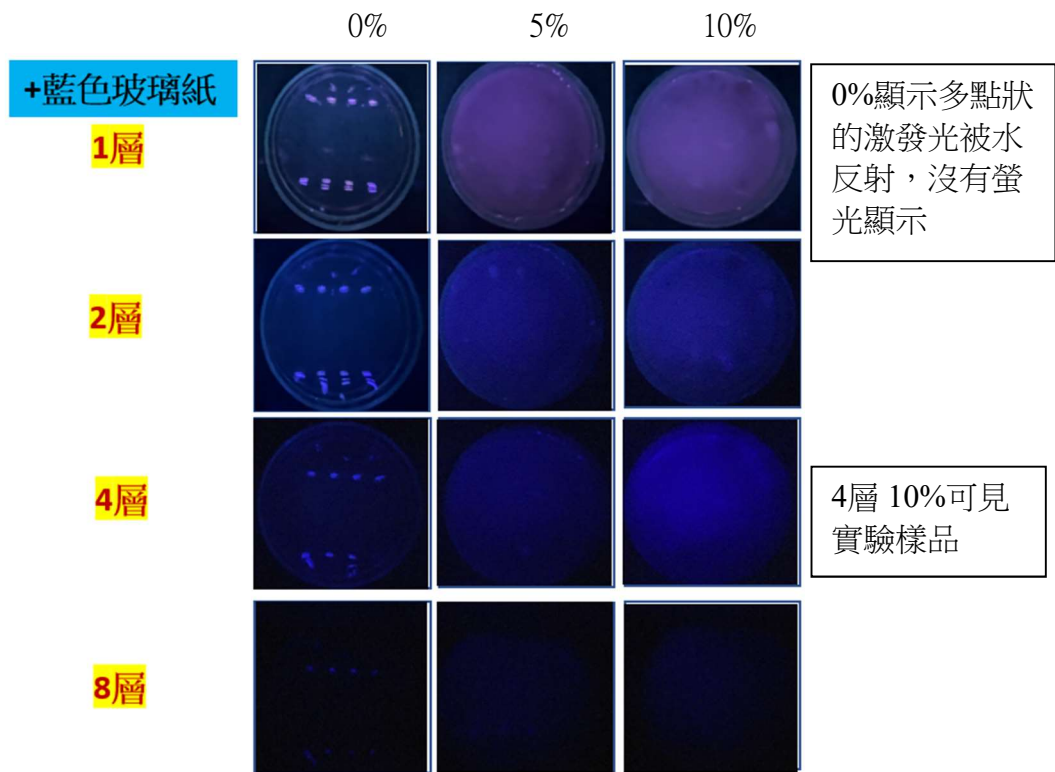 0% 5% 10%
+藍色玻璃紙
1層
0%顯示多點狀
的激發光被水
反射，沒有螢
光顯示
2層
4層
4層 10%可見
實驗樣品
8層